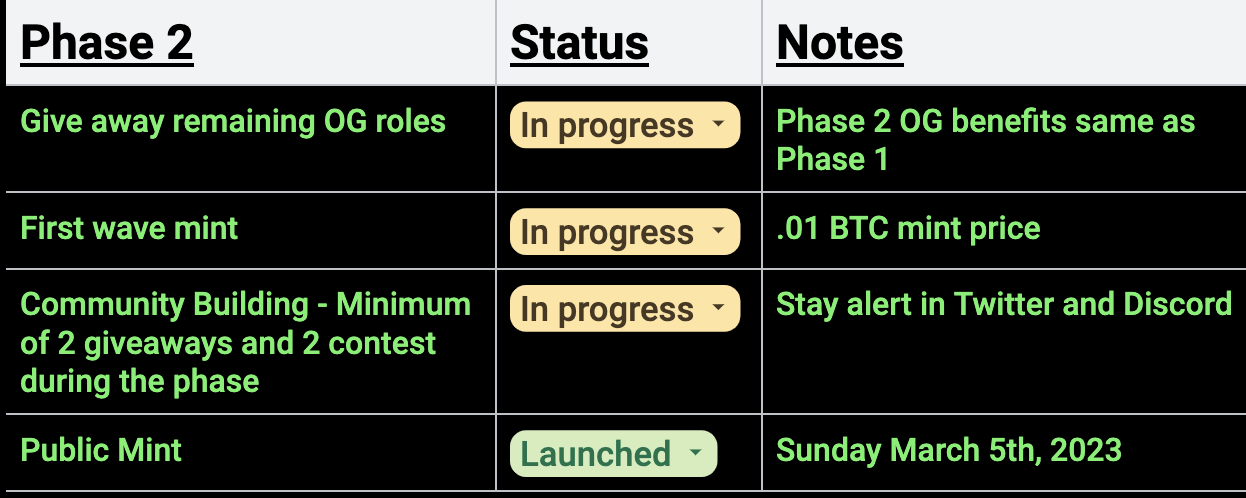 Phase 2 Status Notes
Give away remaining OG roles In progress Phase 2 OG benefits same as
Phase 1
First wave mint In progress .01 BTC mint price
Community Building - Minimum In progress Stay alert in Twitter and Discord
of 2 giveaways and 2 contest
during the phase
Public Mint Launched Sunday March 5th, 2023